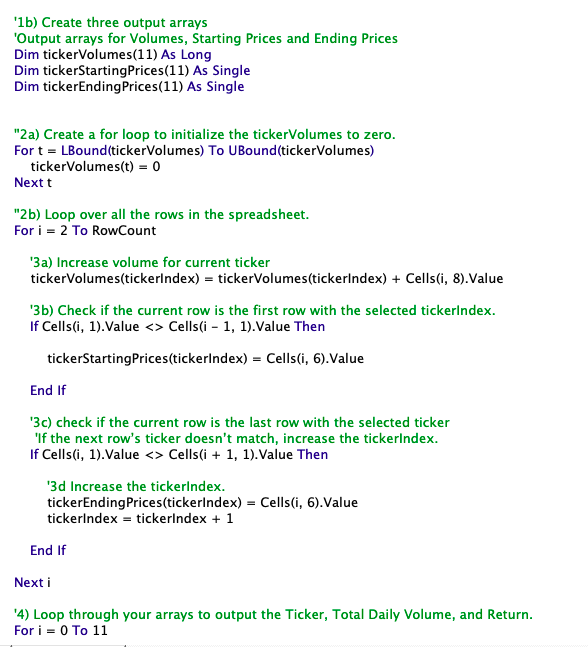 '1b) Create three output arrays
'Output arrays for Volumes, Starting Prices and Ending Prices
Dim tickerVolumes(11) As Long
Dim tickerStartingPrices(11) As Single
Dim tickerEndingPrices(11) As Single
''2a) Create a for loop to initialize the tickerVolumes to zero.
For t = LBound(tickerVolumes) To UBound(tickerVolumes)
tickerVolumes(t) = 0
Next t
''2b) Loop over all the rows in the spreadsheet.
For i = 2 To RowCount
'3a) Increase volume for current ticker
tickerVolumes(tickerIndex) = tickerVolumes(tickerIndex) + Cells(i, 8).Value
'3b) Check if the current row is the first row with the selected tickerIndex.
If Cells(i, 1).Value <> Cells(i - 1, 1).Value Then
tickerStartingPrices(tickerIndex) = Cells(i, 6).Value
End If
'3c) check if the current row is the last row with the selected ticker
'If the next row's ticker doesn't match, increase the tickerIndex.
If Cells(i, 1).Value <> Cells(i + 1, 1).Value Then
'3d Increase the tickerIndex.
tickerEndingPrices(tickerIndex) = Cells(i, 6).Value
tickerIndex = tickerIndex + 1
End If
Next i
'4) Loop through your arrays to output the Ticker, Total Daily Volume, and Return.
For i = 0 To 11